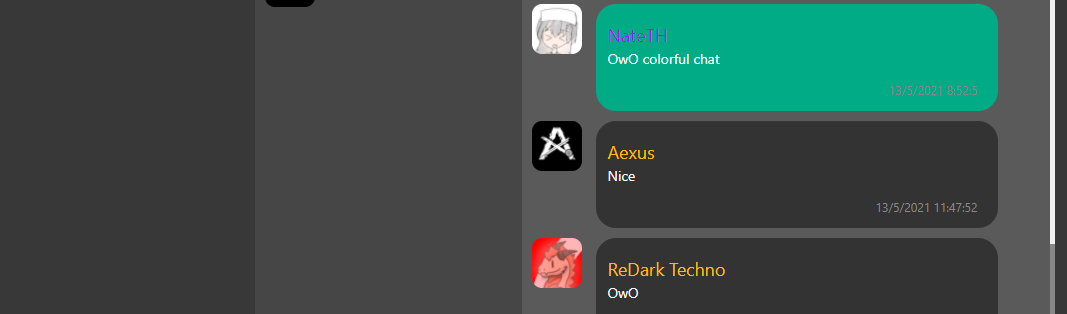 NateTH
OwO colorful chat
13/5/2021 8:52:5
Aexus
Nice
13/5/2021 11:47:52
ReDark Techno
OwO